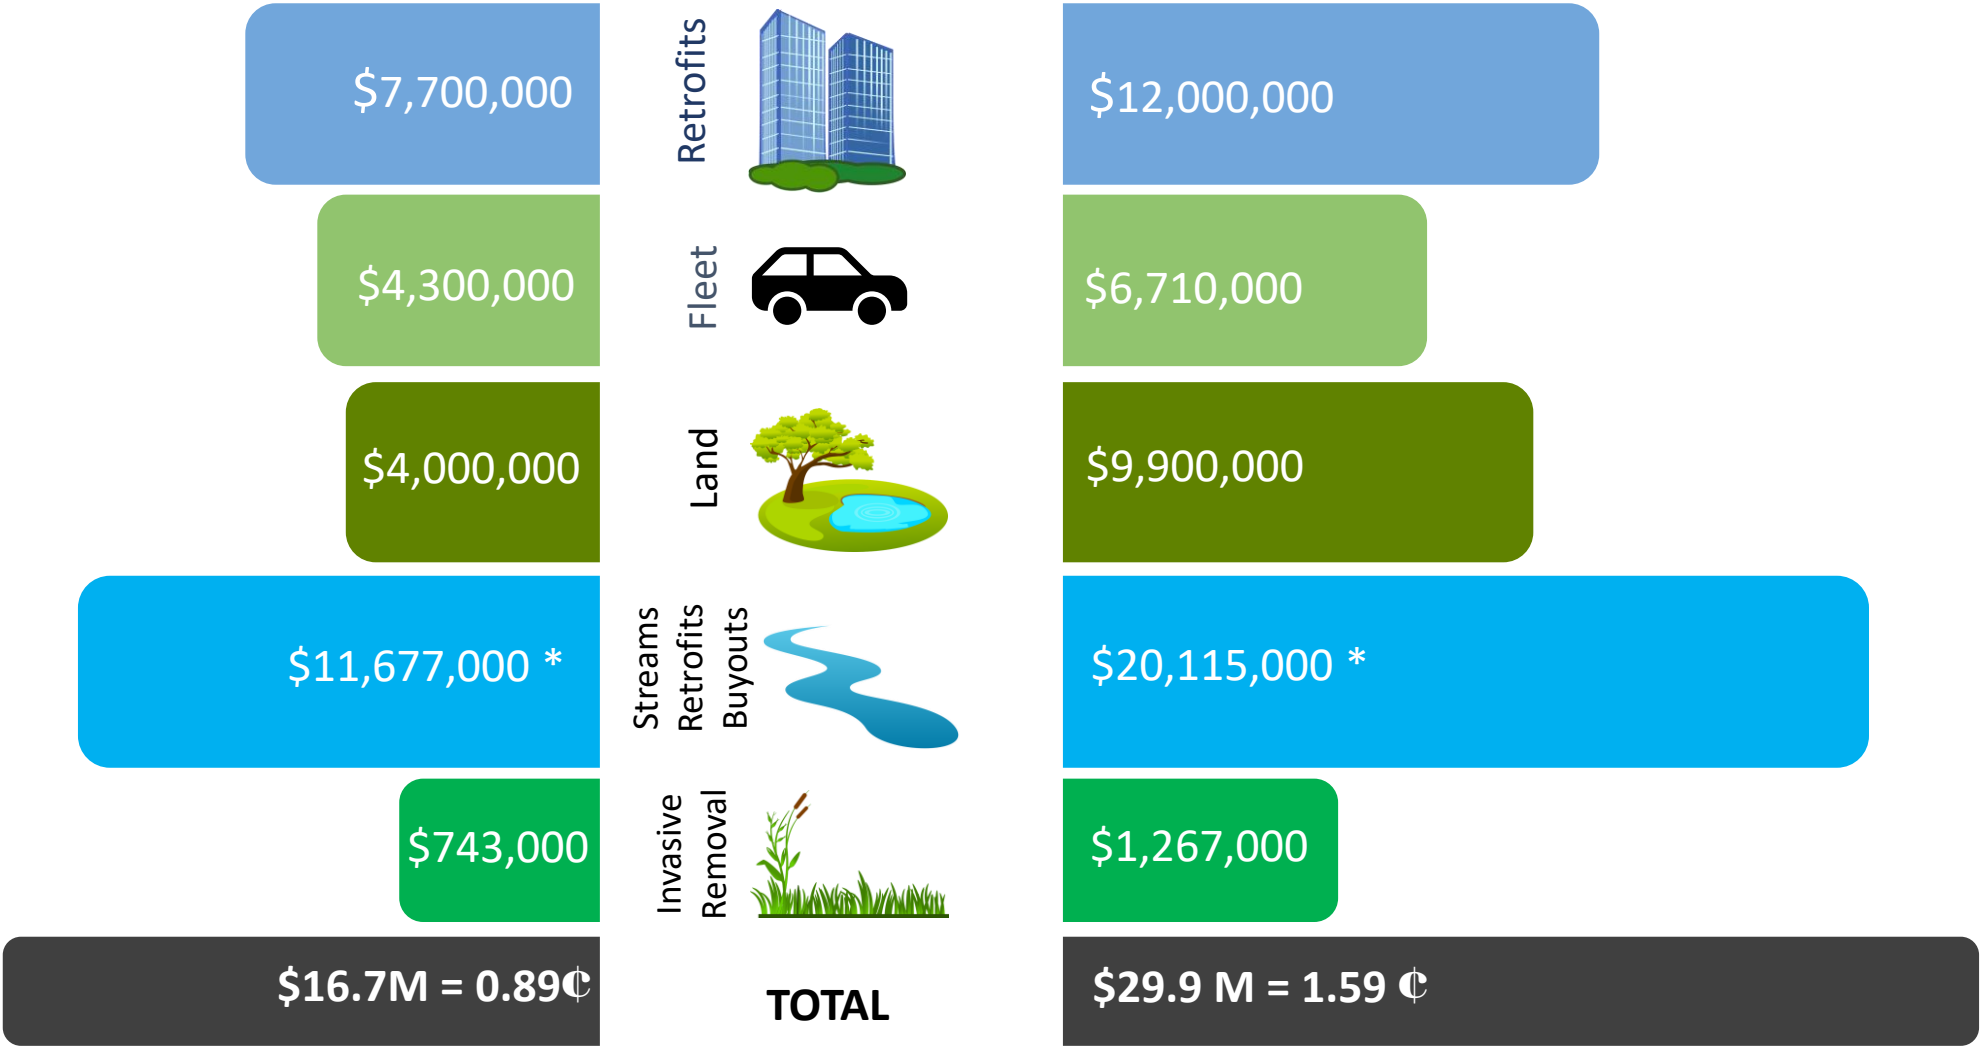 $7,700,000
Retrofits
$12,000,000
$4,300,000
Fleet
$6,710,000
$4,000,000
Land
$9,900,000
$11,677,000 *
Streams
Retrofits
Buyouts
$20,115,000 *
$743,000
Invasive
Removal
$1,267,000
$16.7M = 0.89₵
TOTAL
$29.9 M = 1.59 ₵